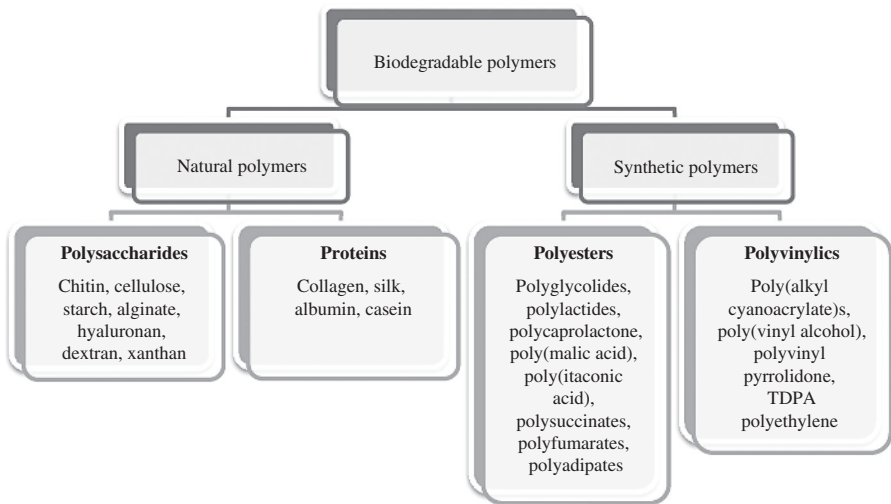 Biodegradable polymers
Natural polymers
Synthetic polymers
Polysaccharides
Chitin, cellulose,
starch, alginate,
hyaluronan,
dextran, xanthan
Proteins
Collagen, silk,
albumin, casein
Polyesters
Polyglycolides,
polylactides,
polycaprolactone,
poly(malic acid),
poly(itaconic
acid),
polysuccinates,
polyfumarates,
polyadipates
Polyvinylics
Poly(alkyl
cyanoacrylate)s,
poly(vinyl alcohol),
polyvinyl
pyrrolidone,
TDPA
polyethylene